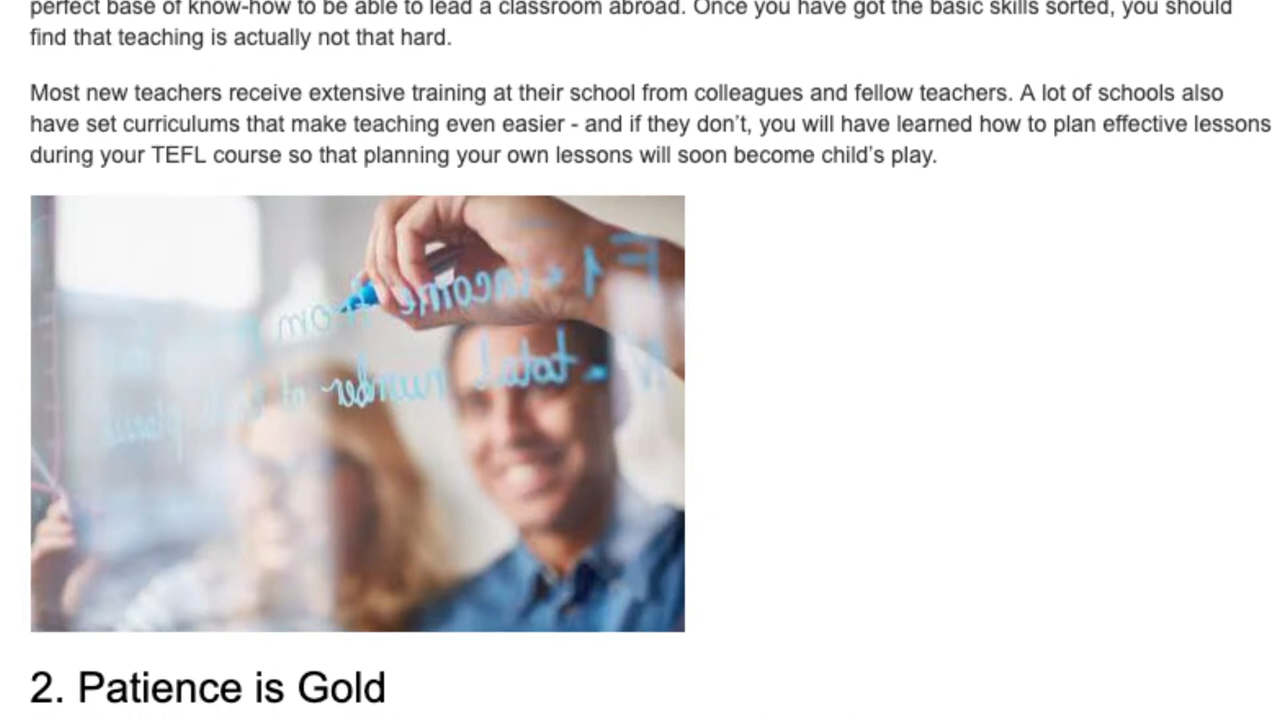 perfect base of know-how to be able to lead a classroom abroad. Once you have got the basic skills sorted, you should
find that teaching is actually not that hard.
Most new teachers receive extensive training at their school from colleagues and fellow teachers. A lot of schools also
have set curriculums that make teaching even easier - and if they don’t, you will have learned how to plan effective lessons
during your TEFL course so that planning your own lessons will soon become child’s play.
F1 + income from
- total number of
2. Patience is Gold